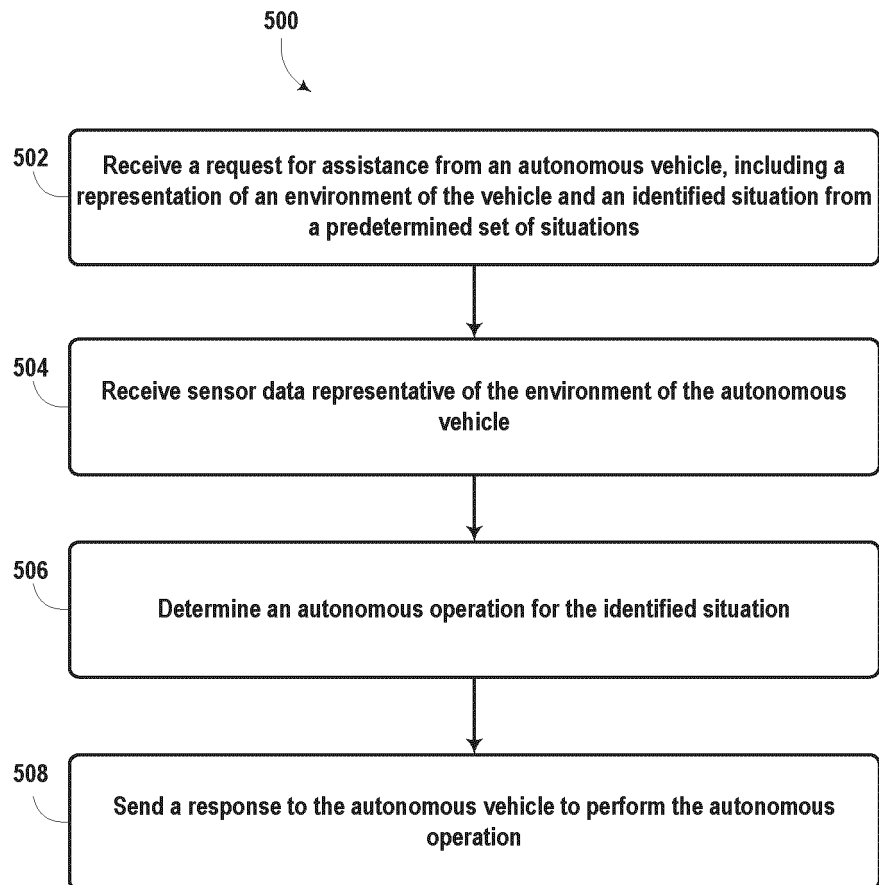 500
502
Receive a request for assistance from an autonomous vehicle, including a
representation of an environment of the vehicle and an identified situation from
a predetermined set of situations
504
Receive sensor data representative of the environment of the autonomous
vehicle
506
Determine an autonomous operation for the identified situation
508
Send a response to the autonomous vehicle to perform the autonomous
operation